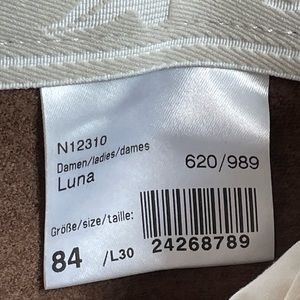 N12310
Damen/ladies/dames
Luna 620/989
Größe/size/taille:
84 /L30 24268789